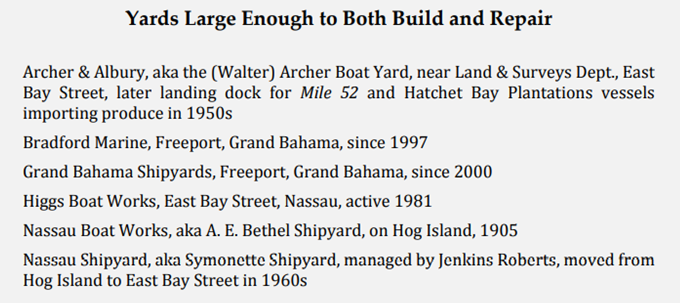 Yards Large Enough to Both Build and Repair
Archer & Albury, aka the (Walter) Archer Boat Yard, near Land & Surveys Dept., East
Bay Street, later landing dock for Mile 52 and Hatchet Bay Plantations vessels
importing produce in 1950s
Bradford Marine, Freeport, Grand Bahama, since 1997
Grand Bahama Shipyards, Freeport, Grand Bahama, since 2000
Higgs Boat Works, East Bay Street, Nassau, active 1981
Nassau Boat Works, aka A. E. Bethel Shipyard, on Hog Island, 1905
Nassau Shipyard, aka Symonette Shipyard, managed by Jenkins Roberts, moved from
Hog Island to East Bay Street in 1960s